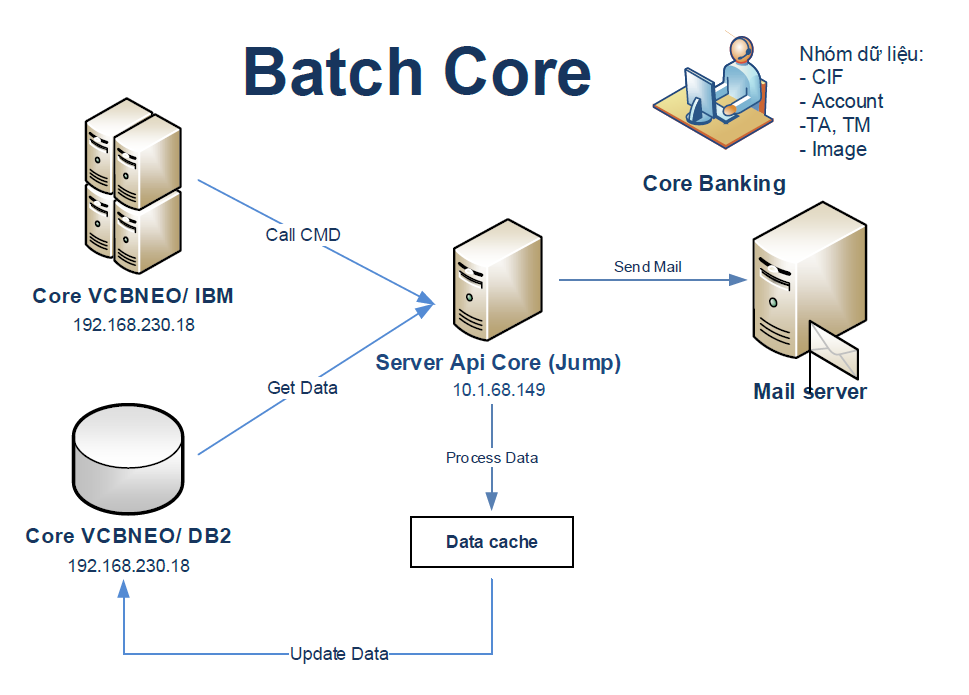 Batch Core
Nhóm dữ liệu:
- CIF
- Account
-TA, TM
- Image
Core Banking
Call CMD
Core VCBNEO/ IBM
192.168.230.18
Send Mail
Server Api Core (Jump)
10.1.68.149
Mail server
Get Data
Process Data
Core VCBNEO/ DB2
192.168.230.18
Data cache
Update Data